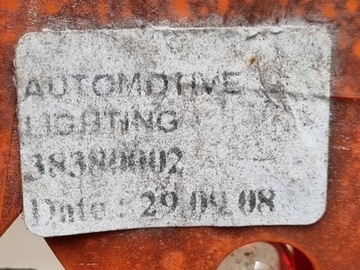 AUTOMOTIVE
LIGHTING
38380002
Date : 29.09.08